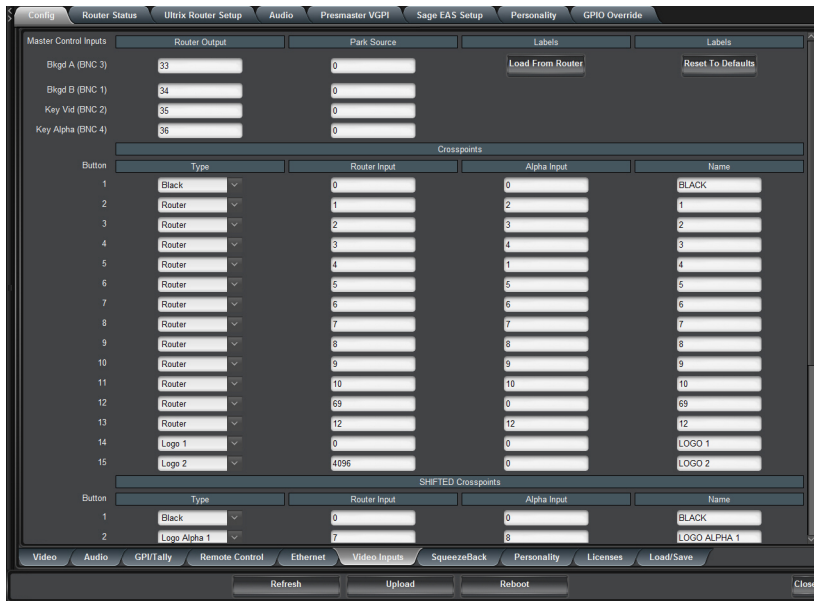 Config Router Status Ultrix Router Setup Audio Presmaster VGPI Sage EAS Setup Personality GPIO Override
Master Control Inputs Router Output Park Source Labels Labels
Bkgd A (BNC 3) 33 0 Load From Router Reset To Defaults
Bkgd B (BNC 1) 34 0
Key Vid (BNC 2) 35 0
Key Alpha (BNC 4) 36 0
Crosspoints
Button Type Router Input Alpha Input Name
1 Black 0 0 BLACK
2 Router 1 2 1
3 Router 2 3 2
4 Router 3 4 3
5 Router 4 1 4
6 Router 5 5 5
7 Router 6 6 6
8 Router 7 7 7
9 Router 8 8 8
10 Router 9 9 9
11 Router 10 10 10
12 Router 69 0 69
13 Router 12 12 12
14 Logo 1 0 0 LOGO 1
15 Logo 2 4096 0 LOGO 2
SHIFTED Crosspoints
Button Type Router Input Alpha Input Name
1 Black 0 0 BLACK
2 Logo Alpha 1 7 8 LOGO ALPHA 1
Video Audio GPI/Tally Remote Control Ethernet Video Inputs SqueezeBack Personality Licenses Load/Save
Refresh Upload Reboot Close